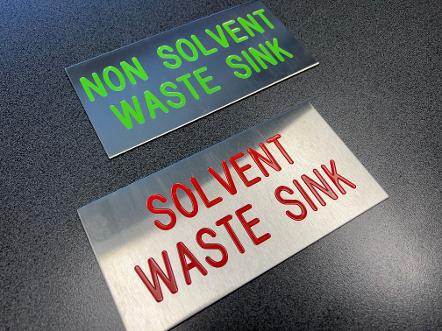 NON SOLVENT
WASTE SINK
SOLVENT
WASTE SINK